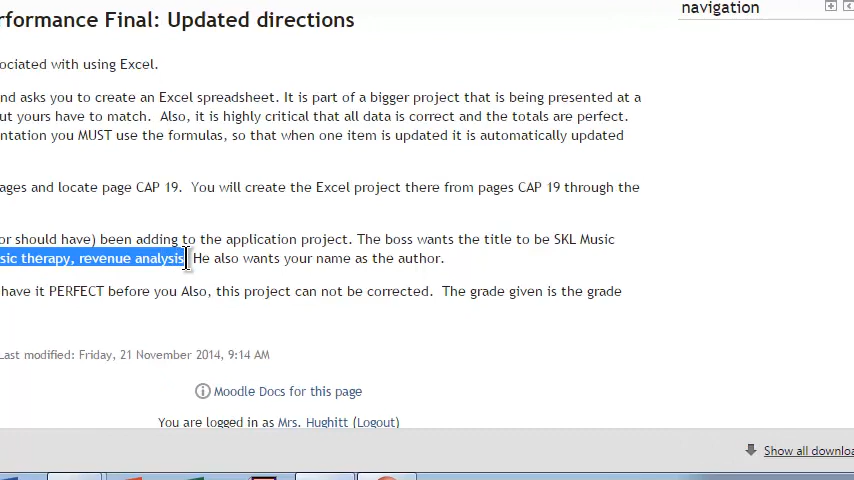 rformance Final: Updated directions
navigation
ociated with using Excel.
nd asks you to create an Excel spreadsheet. It is part of a bigger project that is being presented at a
ut yours have to match. Also, it is highly critical that all data is correct and the totals are perfect.
entation you MUST use the formulas, so that when one item is updated it is automatically updated
ages and locate page CAP 19. You will create the Excel project there from pages CAP 19 through the
or should have) been adding to the application project. The boss wants the title to be SKL Music
sic therapy, revenue analysis. He also wants your name as the author.
have it PERFECT before you Also, this project can not be corrected. The grade given is the grade
Last modified: Friday, 21 November 2014, 9:14 AM
Moodle Docs for this page
You are logged in as Mrs. Hughitt (Logout)
Show all downloa